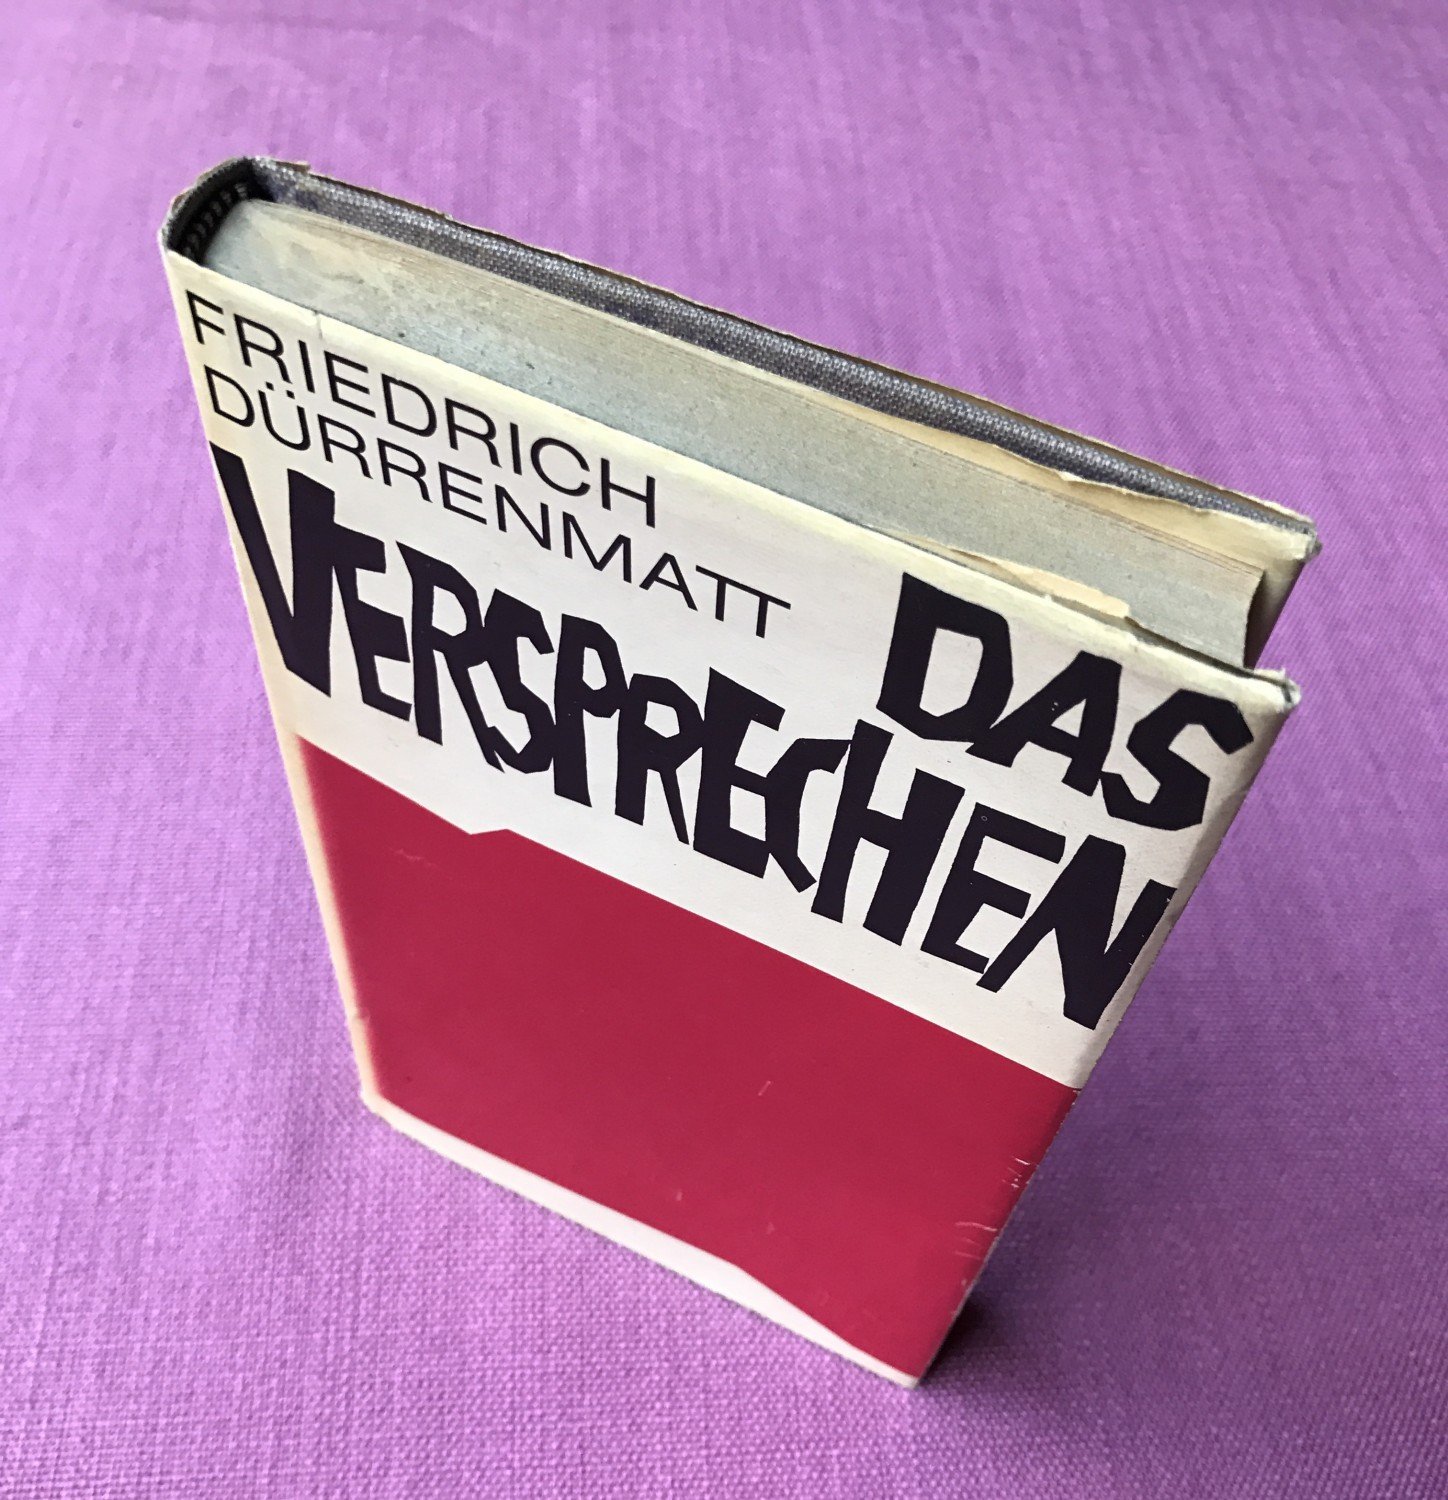 FRIEDRICH
DÜRRENMATT
DAS
VERSPRECHEN